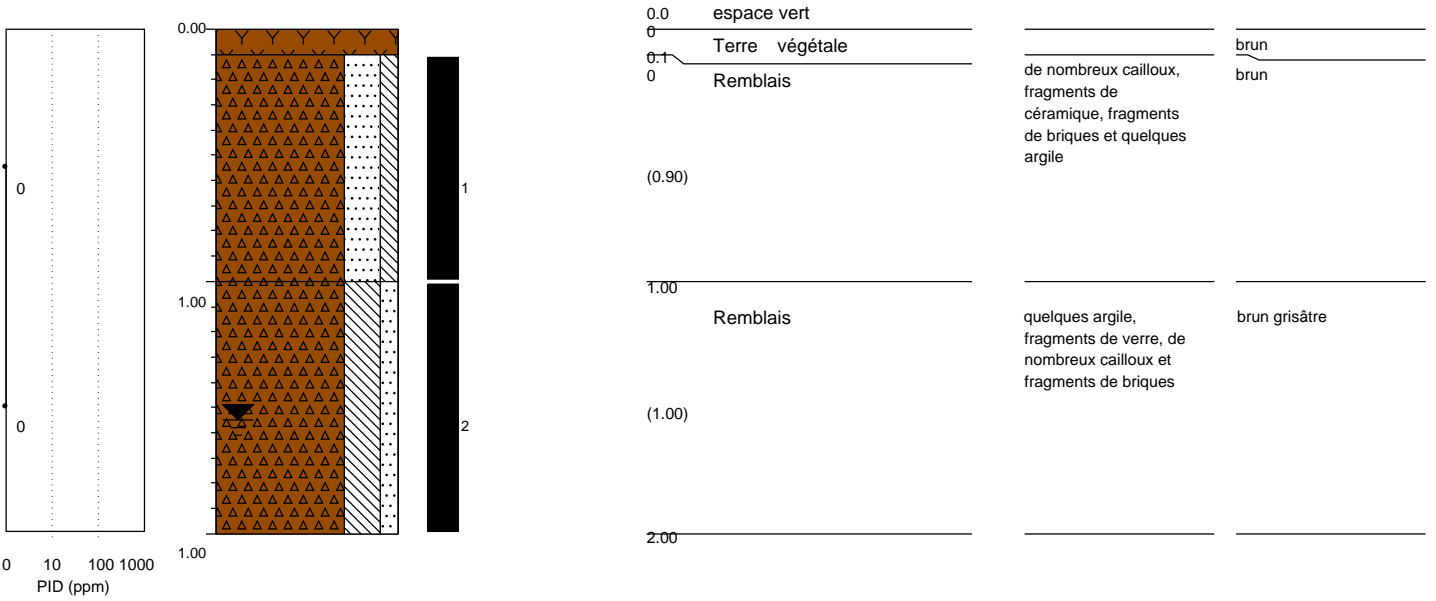 0.00
1.00
1.00
0
0
0 10 100 1000
PID (ppm)
1
2
0.0
0
espace vert
Terre végétale
brun
0.1
0
Remblais
de nombreux cailloux,
fragments de
céramique, fragments
de briques et quelques
argile
brun
(0.90)
1.00
Remblais
quelques argile,
fragments de verre, de
nombreux cailloux et
fragments de briques
brun grisâtre
(1.00)
2.00